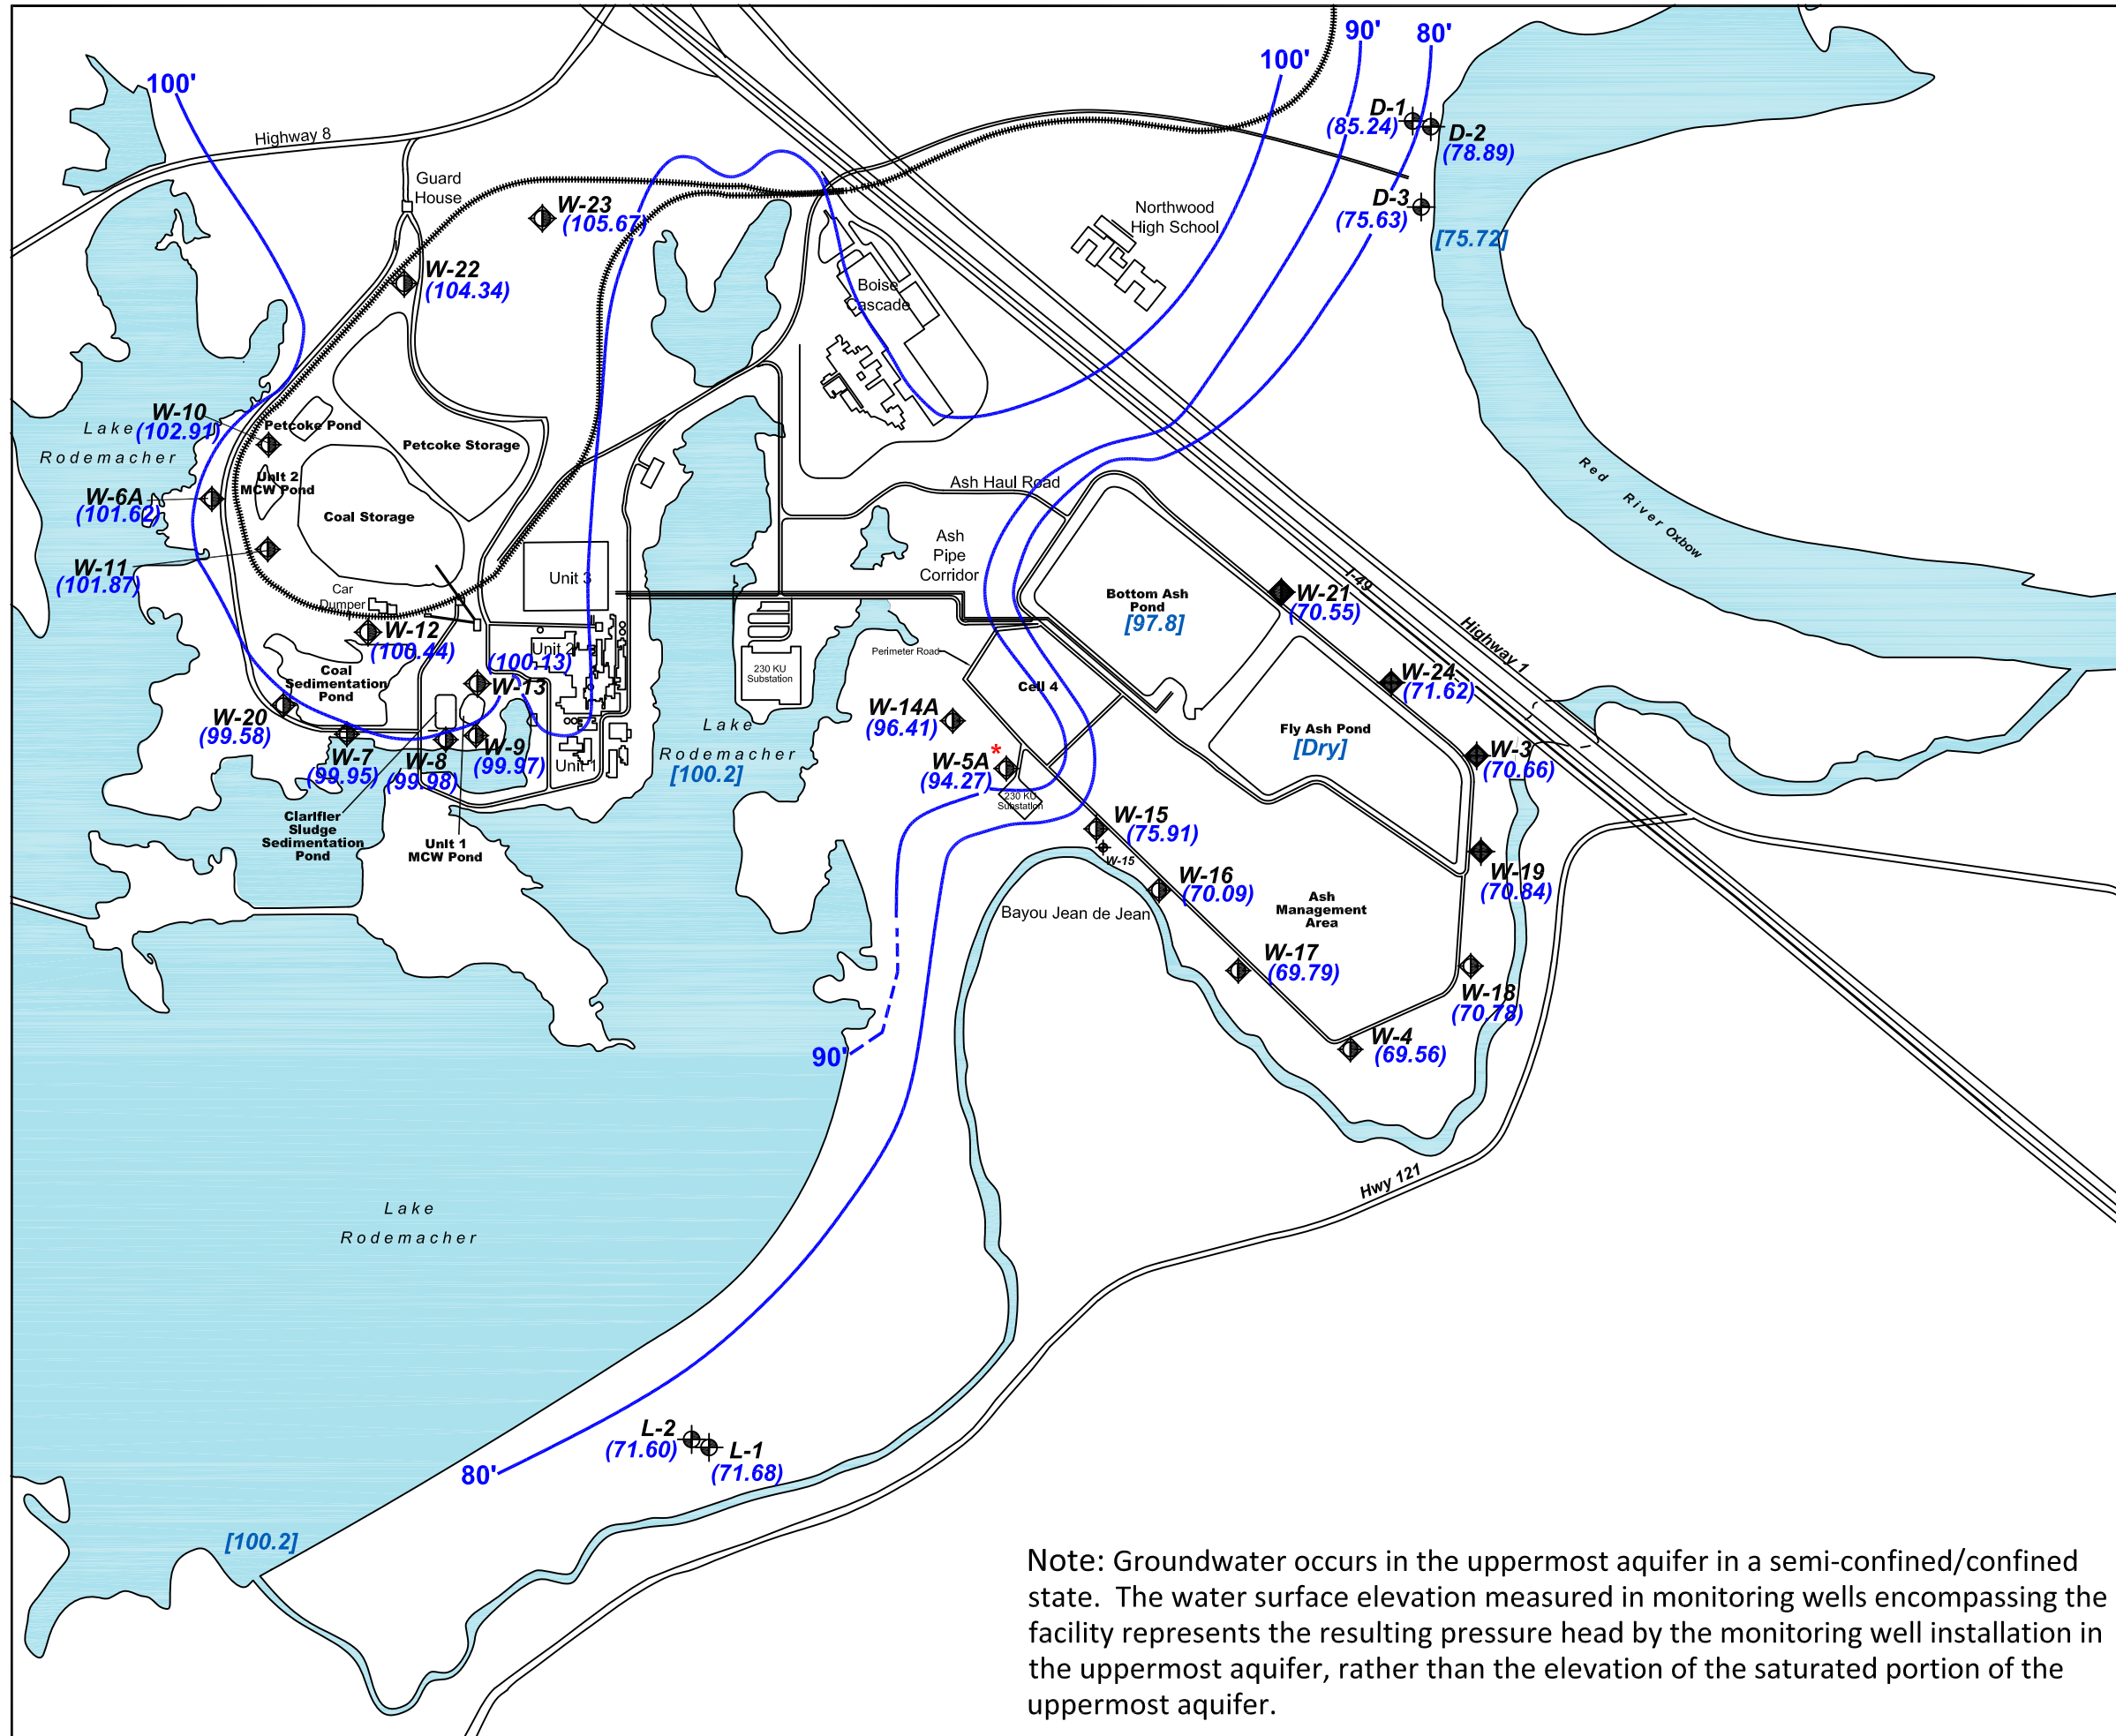 100'
90'
80'
100'
Highway 8
D-1
(85.24)
D-2
(78.89)
Guard
House
W-23
(105.67)
D-3
(75.63)
[75.72]
Northwood
High School
W-22
(104.34)
Boise
Cascade
W-10
(102.91)
Lake
Rodemacher
Petcoke Pond
Petcoke Storage
Unit 2
MCW Pond
W-6A
(101.62)
Coal Storage
W-11
(101.87)
Ash Haul Road
Ash
Pipe
Corridor
Red River Oxbow
Unit 3
Car
Dumper
W-12
(100.44)
Unit 2
(100.13)
W-13
Coal
Sedimentation
Pond
W-20
(99.58)
W-7
(99.95)
W-8
(99.98)
W-9
(99.97)
Unit 1
Clarifier
Sludge
Sedimentation
Pond
Unit 1
MCW Pond
230 KU
Substation
Lake
Rodemacher
[100.2]
Perimeter Road
Bottom Ash
Pond
[97.8]
W-21
(70.55)
I-49
Highway 1
Cell 4
W-24
(71.62)
W-14A
(96.41)
Fly Ash Pond
[Dry]
W-5A*
(94.27)
230 KU
Substation
W-3
(70.66)
W-15
(75.91)
W-15
W-16
(70.09)
W-19
(70.84)
Bayou Jean de Jean
Ash
Management
Area
W-17
(69.79)
W-18
(70.78)
W-4
(69.56)
90'
Hwy 121
Lake
Rodemacher
L-2
(71.60)
L-1
(71.68)
80'
[100.2]
Note: Groundwater occurs in the uppermost aquifer in a semi-confined/confined
state. The water surface elevation measured in monitoring wells encompassing the
facility represents the resulting pressure head by the monitoring well installation in
the uppermost aquifer, rather than the elevation of the saturated portion of the
uppermost aquifer.